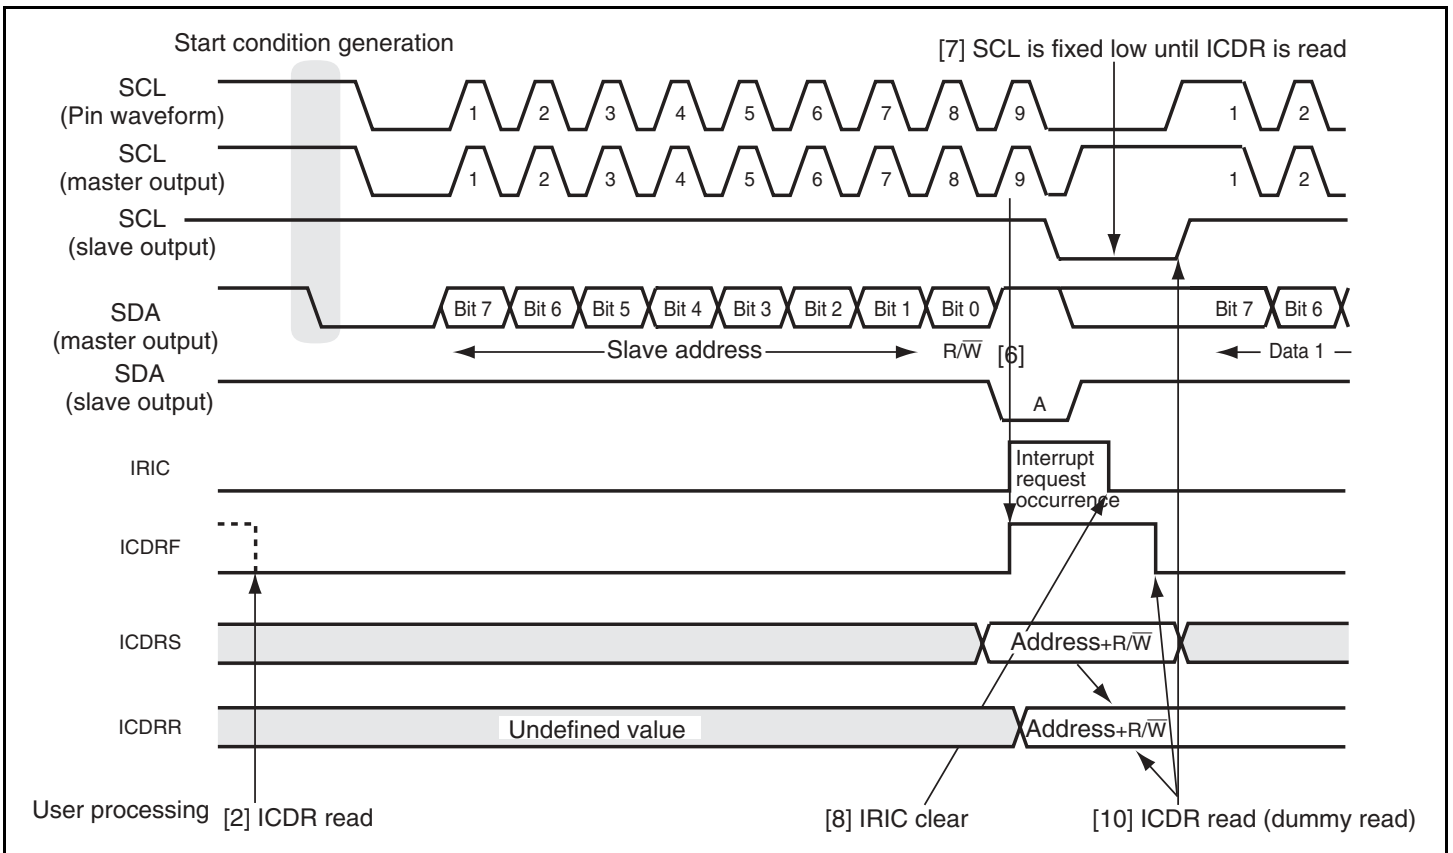 Start condition generation
[7] SCL is fixed low until ICDR is read
SCL
(Pin waveform)
1 2 3 4 5 6 7 8 9 1 2
SCL
(master output)
1 2 3 4 5 6 7 8 9 1 2
SCL
(slave output)
SDA
(master output)
Bit 7 Bit 6 Bit 5 Bit 4 Bit 3 Bit 2 Bit 1 Bit 0 Bit 7 Bit 6
Slave address R/W̅ [6] Data 1
SDA
(slave output)
A
IRIC
Interrupt
request
occurrence
ICDRF
ICDRS
Address+R/W̅
ICDRR
Undefined value
Address+R/W̅
User processing [2] ICDR read [8] IRIC clear [10] ICDR read (dummy read)